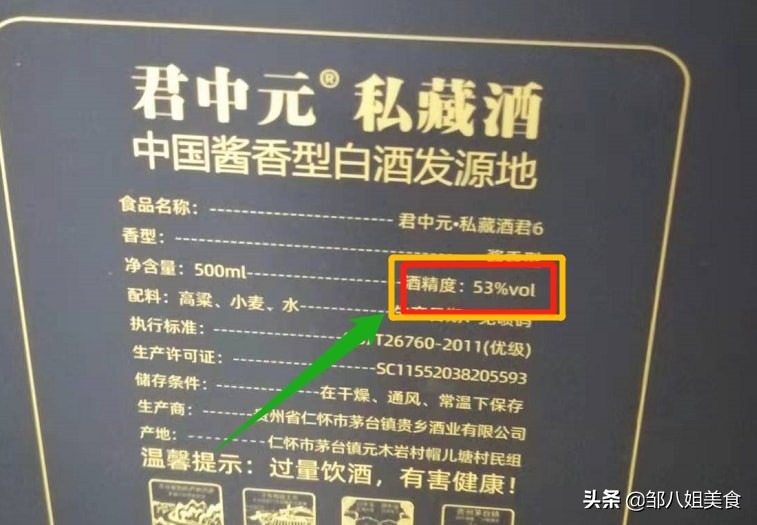 君中元® 私藏酒
中国酱香型白酒发源地
食品名称：---君中元•私藏酒君6
香型：---酱香型
净含量：500ml---酒精度：53%vol
配料：高粱、小麦、水---
执行标准：---T26760-2011(优级)
生产许可证：---SC11552038205593
储存条件：---在干燥、通风、常温下保存
生产商：---贵州省仁怀市茅台镇贵乡酒业有限公司
产地：---仁怀市茅台镇元木岩村帽儿塘村民组
温馨提示：过量饮酒，有害健康！
头条 @邹八姐美食